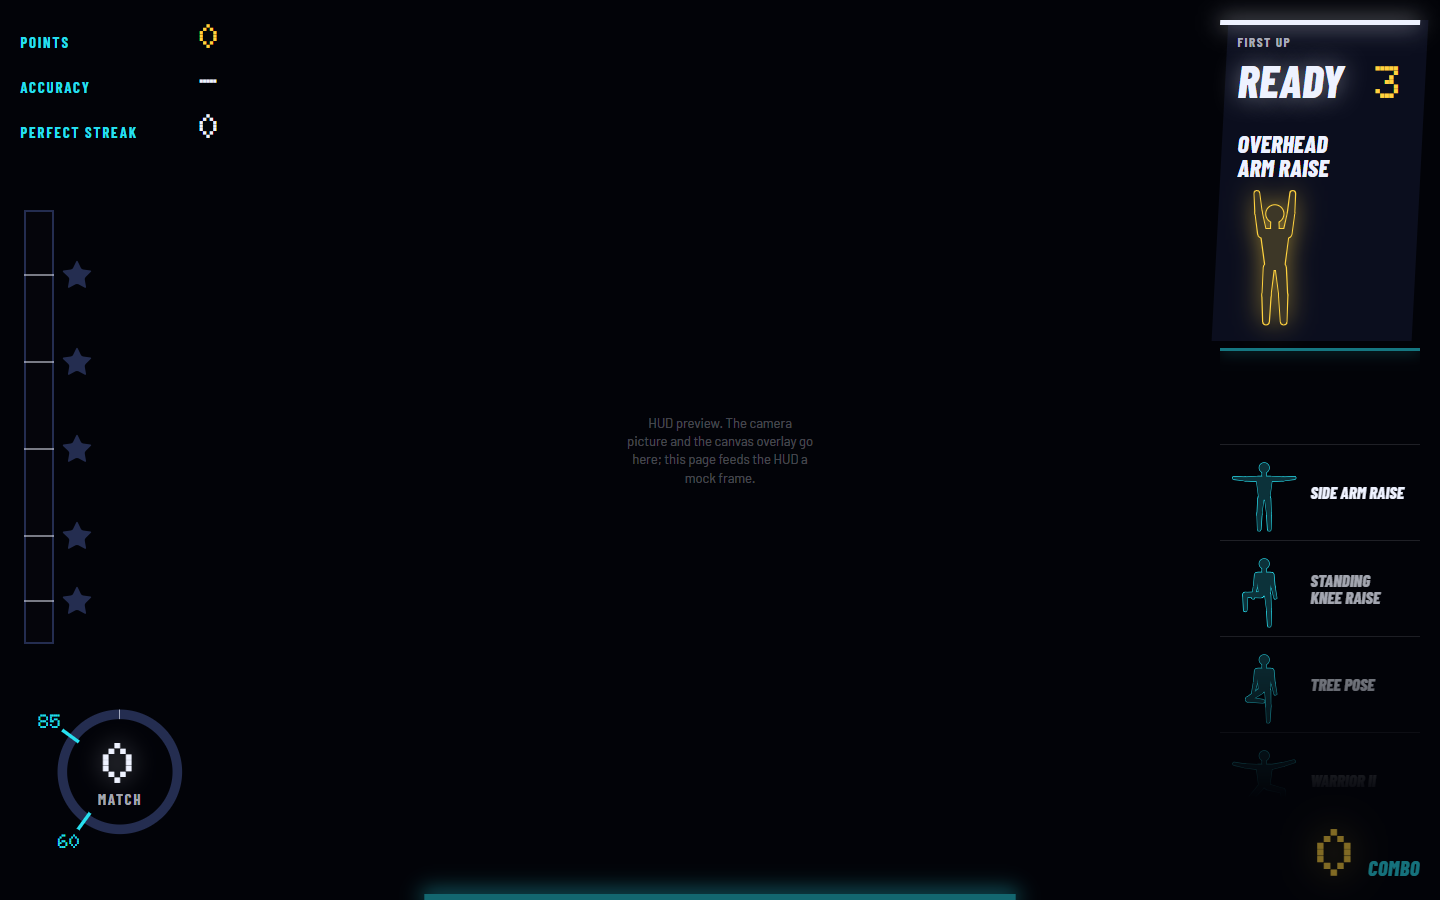 POINTS 0
ACCURACY —
PERFECT STREAK 0
85
0
MATCH
60
HUD preview. The camera
picture and the canvas overlay go
here; this page feeds the HUD a
mock frame.
FIRST UP
READY 3
OVERHEAD
ARM RAISE
SIDE ARM RAISE
STANDING
KNEE RAISE
TREE POSE
WARRIOR II
0 COMBO